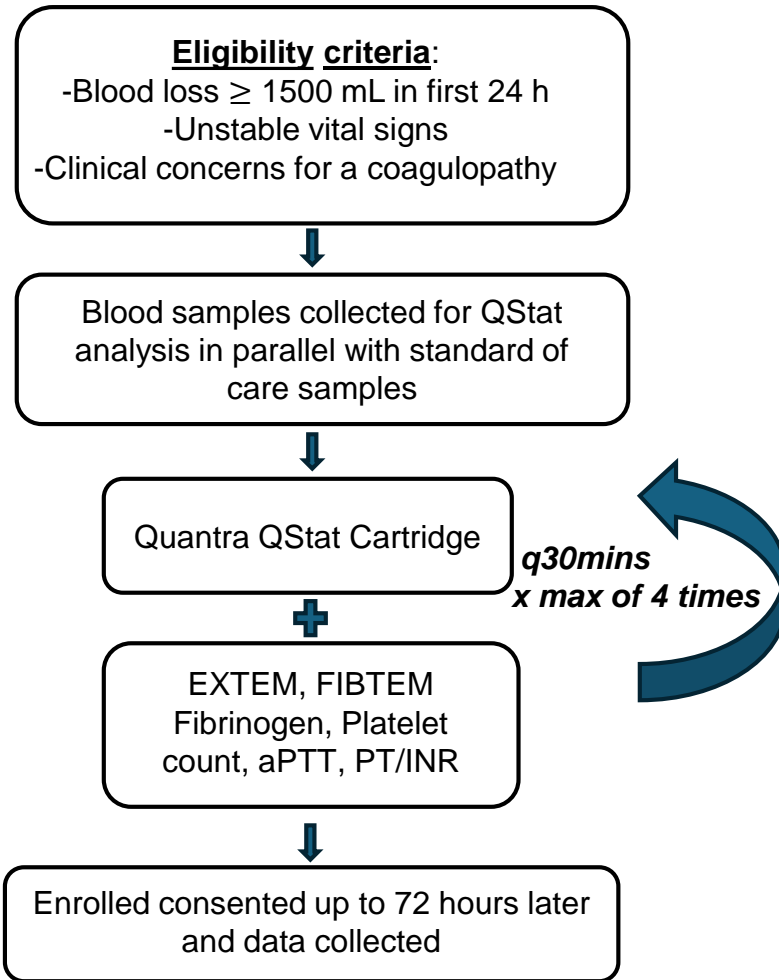 Eligibility criteria:
-Blood loss ≥ 1500 mL in first 24 h
-Unstable vital signs
-Clinical concerns for a coagulopathy
Blood samples collected for QStat
analysis in parallel with standard of
care samples
Quantra QStat Cartridge
q30mins
x max of 4 times
EXTEM, FIBTEM
Fibrinogen, Platelet
count, aPTT, PT/INR
Enrolled consented up to 72 hours later
and data collected